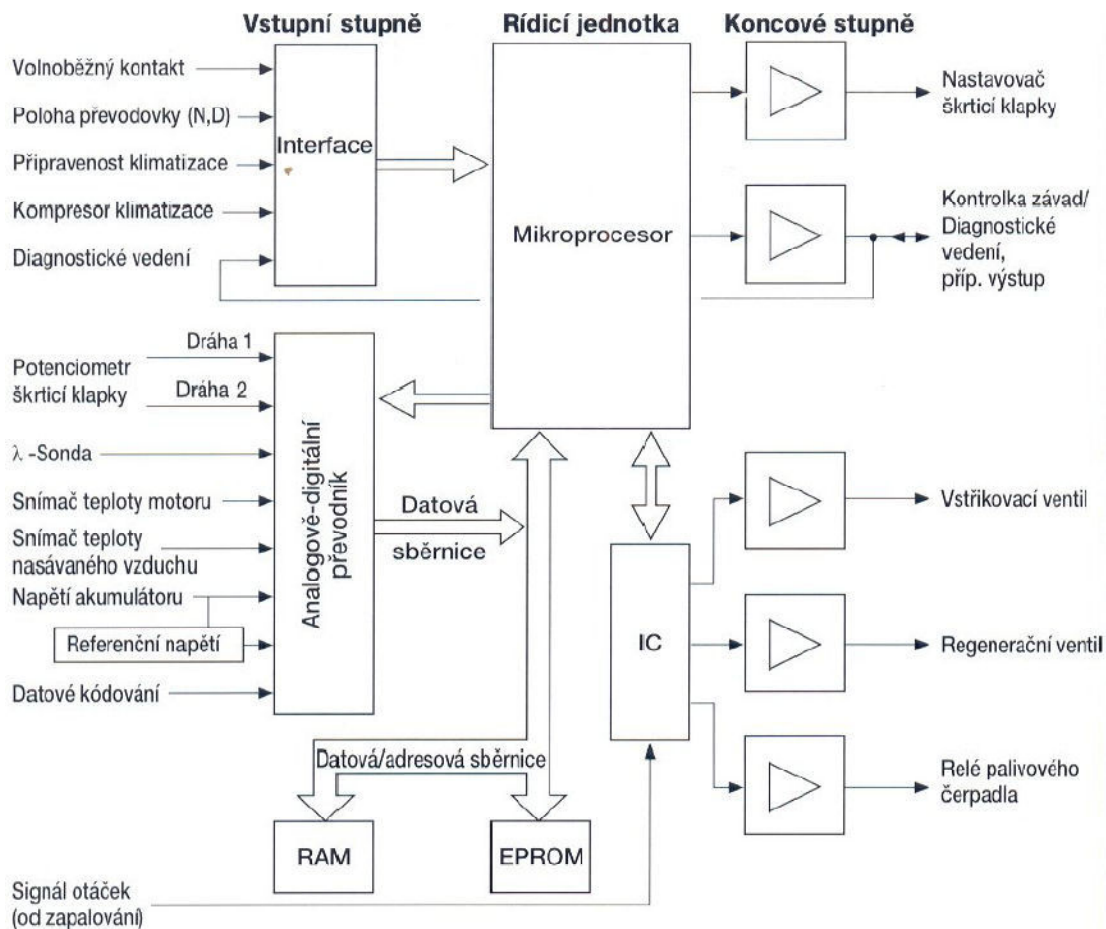 Vstupní stupně
Rídicí jednotka
Koncové stupně
Volnoběžný kontakt
Poloha převodovky (N,D)
Připravenost klimatizace
Kompresor klimatizace
Diagnostické vedení
Interface
Mikroprocesor
Nastavovač
škrticí klapky
Kontrolka závad/
Diagnostické
vedení,
příp. výstup
Potenciometr
škrticí klapky
Dráha 1
Dráha 2
λ -Sonda
Snímač teploty motoru
Snímač teploty
nasávaného vzduchu
Napětí akumulátoru
Referenční napětí
Datové kódování
Analogově-digitální
převodník
Datová
sběrnice
IC
Vstřikovací ventil
Regenerační ventil
Relé palivového
čerpadla
Datová/adresová sběrnice
RAM
EPROM
Signál otáček
(od zapalování)